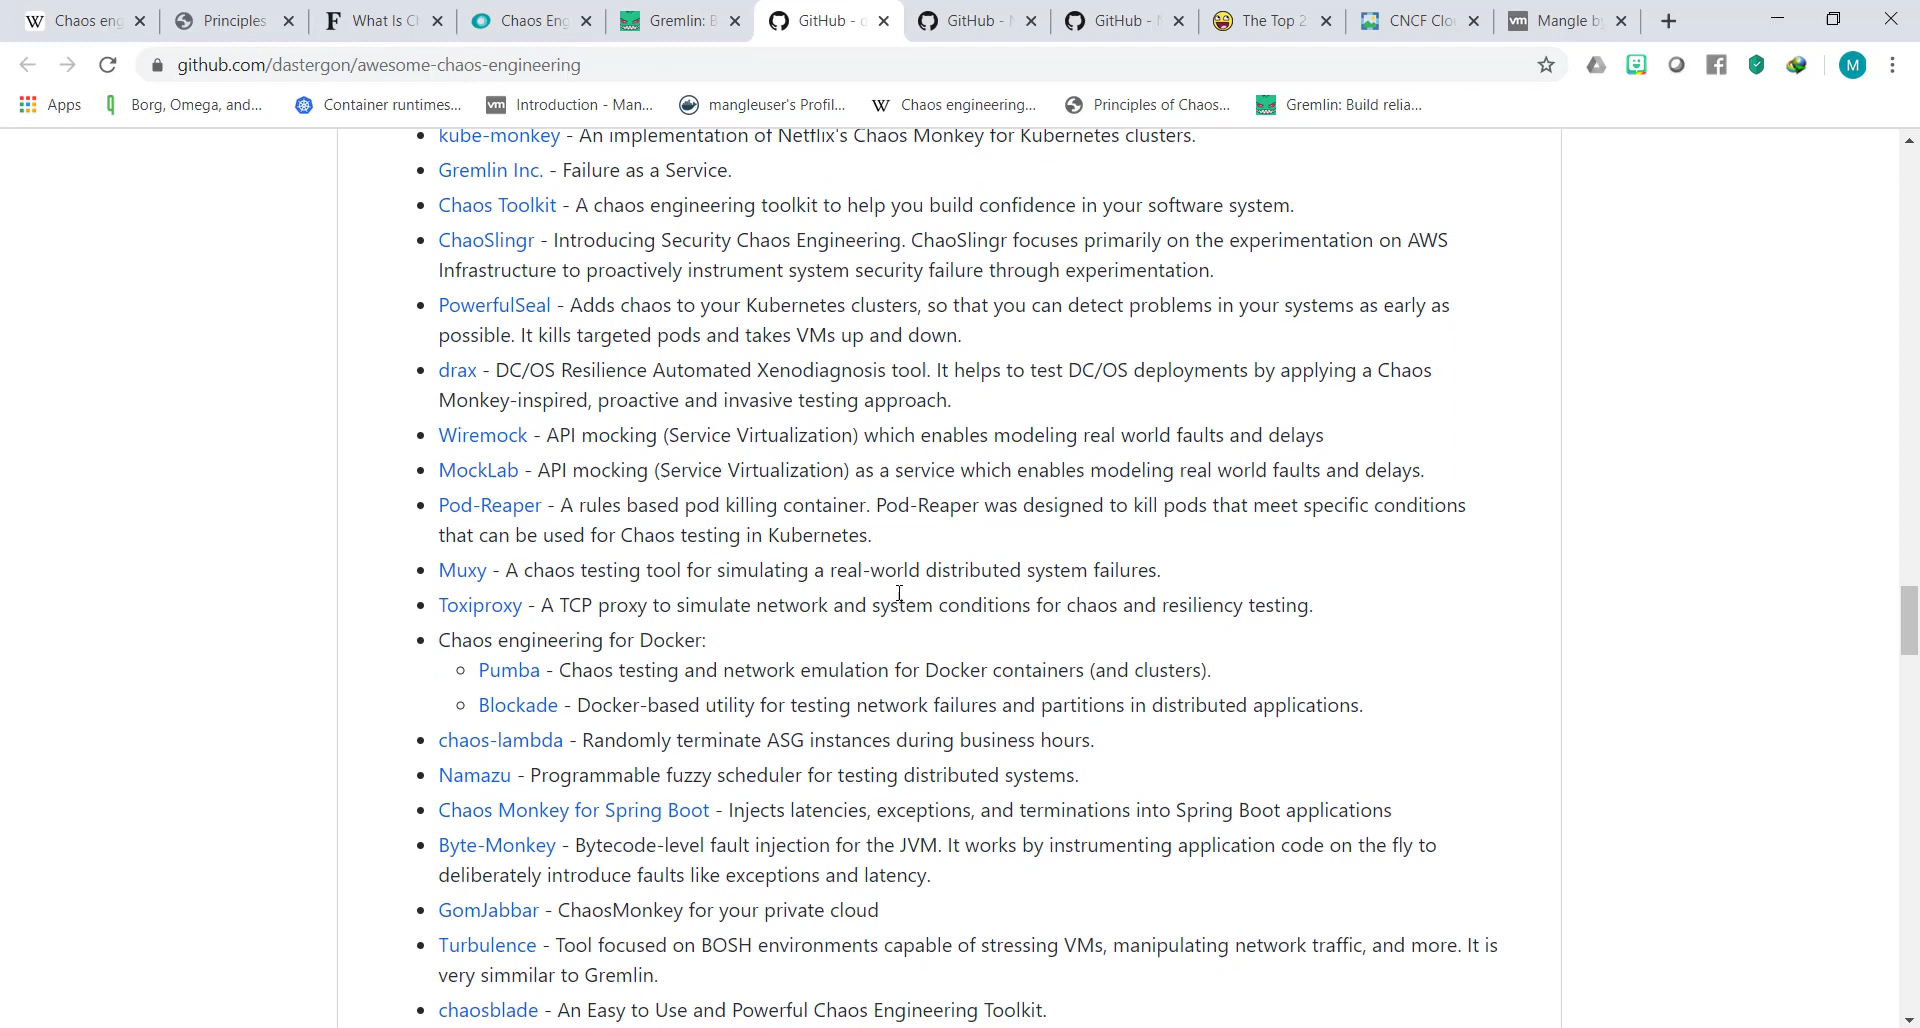 Chaos eng
Principles
What Is C
Chaos Eng
Gremlin: B
GitHub - d
GitHub - N
GitHub - N
The Top 2
CNCF Clo
vm Mangle b
github.com/dastergon/awesome-chaos-engineering
M
Apps
Borg, Omega, and...
Container runtimes...
vm Introduction - Man...
mangleuser's Profil...
W Chaos engineering...
Principles of Chaos...
Gremlin: Build relia...
kube-monkey - An implementation of Netflix's Chaos Monkey for Kubernetes clusters.
Gremlin Inc. - Failure as a Service.
Chaos Toolkit - A chaos engineering toolkit to help you build confidence in your software system.
ChaoSlingr - Introducing Security Chaos Engineering. ChaoSlingr focuses primarily on the experimentation on AWS
Infrastructure to proactively instrument system security failure through experimentation.
PowerfulSeal - Adds chaos to your Kubernetes clusters, so that you can detect problems in your systems as early as
possible. It kills targeted pods and takes VMs up and down.
drax - DC/OS Resilience Automated Xenodiagnosis tool. It helps to test DC/OS deployments by applying a Chaos
Monkey-inspired, proactive and invasive testing approach.
Wiremock - API mocking (Service Virtualization) which enables modeling real world faults and delays
MockLab - API mocking (Service Virtualization) as a service which enables modeling real world faults and delays.
Pod-Reaper - A rules based pod killing container. Pod-Reaper was designed to kill pods that meet specific conditions
that can be used for Chaos testing in Kubernetes.
Muxy - A chaos testing tool for simulating a real-world distributed system failures.
Toxiproxy - A TCP proxy to simulate network and system conditions for chaos and resiliency testing.
Chaos engineering for Docker:
Pumba - Chaos testing and network emulation for Docker containers (and clusters).
Blockade - Docker-based utility for testing network failures and partitions in distributed applications.
chaos-lambda - Randomly terminate ASG instances during business hours.
Namazu - Programmable fuzzy scheduler for testing distributed systems.
Chaos Monkey for Spring Boot - Injects latencies, exceptions, and terminations into Spring Boot applications
Byte-Monkey - Bytecode-level fault injection for the JVM. It works by instrumenting application code on the fly to
deliberately introduce faults like exceptions and latency.
GomJabbar - ChaosMonkey for your private cloud
Turbulence - Tool focused on BOSH environments capable of stressing VMs, manipulating network traffic, and more. It is
very simmilar to Gremlin.
chaosblade - An Easy to Use and Powerful Chaos Engineering Toolkit.